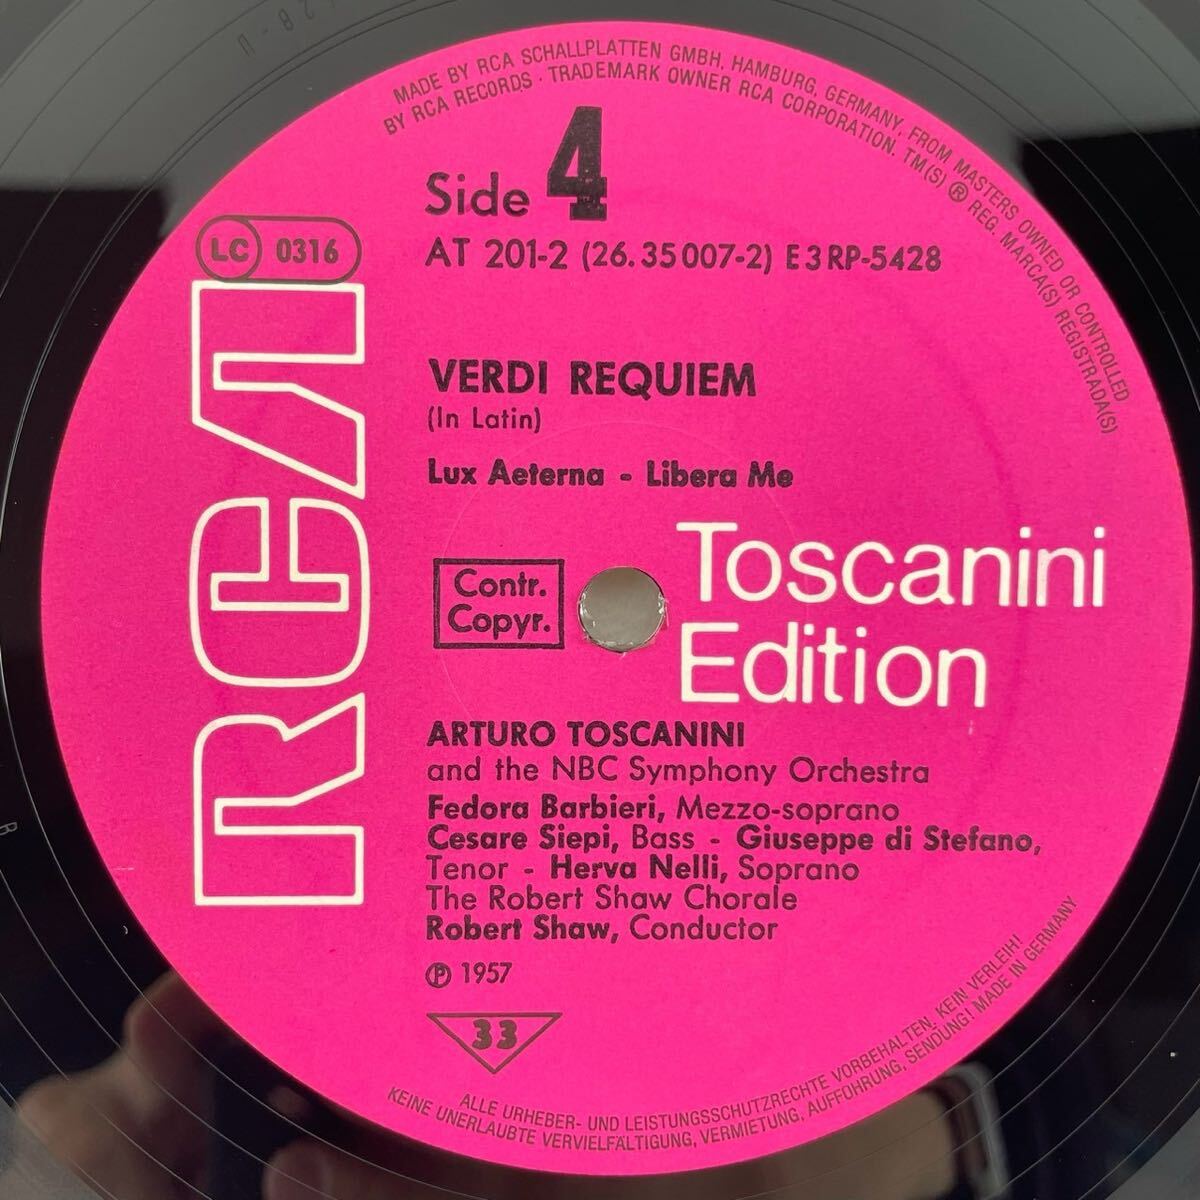 MADE BY RCA SCHALLPLATTEN GMBH, HAMBURG, GERMANY, FROM MASTERS OWNED OR CONTROLLED
BY RCA RECORDS · TRADEMARK OWNER RCA CORPORATION. TM(S) ® REG. MARCA(S) REGISTRADA(S)
Side 4
LC 0316
AT 201-2 (26.35007-2) E3RP-5428
RCA
VERDI REQUIEM
(In Latin)
Lux Aeterna - Libera Me
Contr.
Copyr.
Toscanini
Edition
ARTURO TOSCANINI
and the NBC Symphony Orchestra
Fedora Barbieri, Mezzo-soprano
Cesare Siepi, Bass - Giuseppe di Stefano,
Tenor - Herva Nelli, Soprano
The Robert Shaw Chorale
Robert Shaw, Conductor
℗ 1957
33
ALLE URHEBER- UND LEISTUNGSSCHUTZRECHTE VORBEHALTEN, KEIN VERLEIH!
KEINE UNERLAUBTE VERVIELFÄLTIGUNG, VERMIETUNG, AUFFÜHRUNG, SENDUNG! MADE IN GERMANY